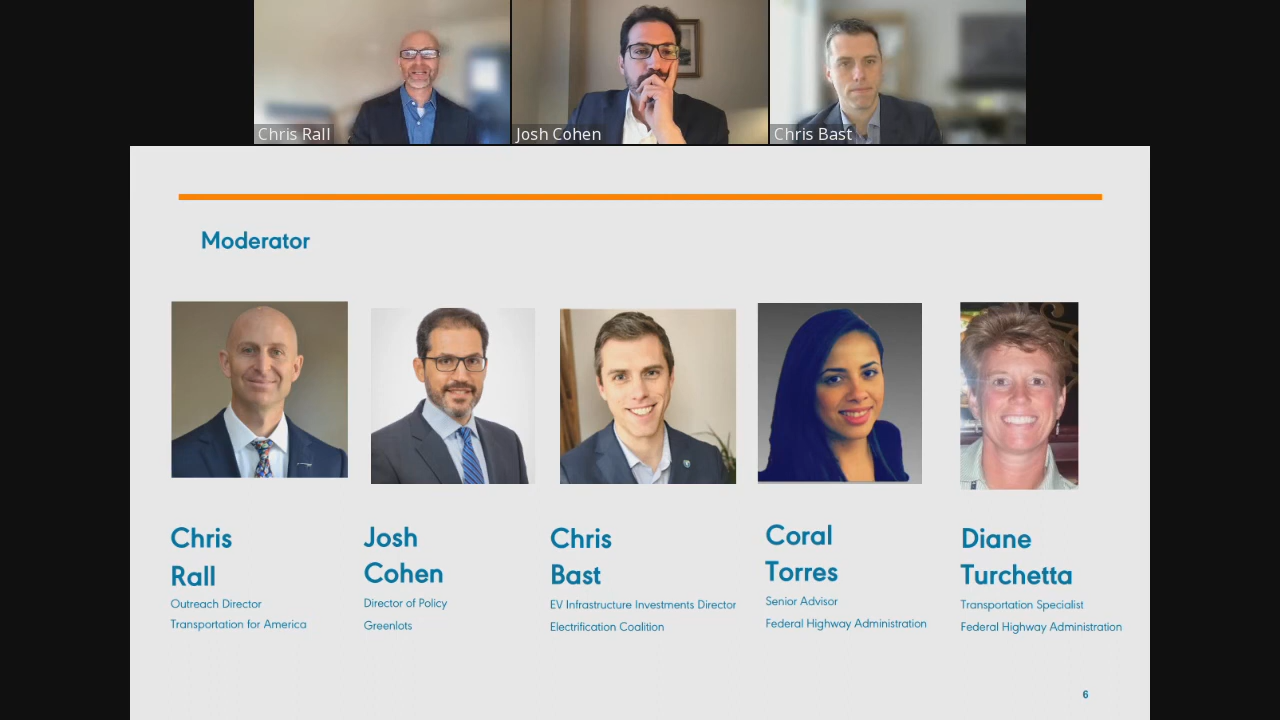 Chris Rall
Josh Cohen
Chris Bast
Moderator
Chris
Rall
Outreach Director
Transportation for America
Josh
Cohen
Director of Policy
Greenlots
Chris
Bast
EV Infrastructure Investments Director
Electrification Coalition
Coral
Torres
Senior Advisor
Federal Highway Administration
Diane
Turchetta
Transportation Specialist
Federal Highway Administration
6